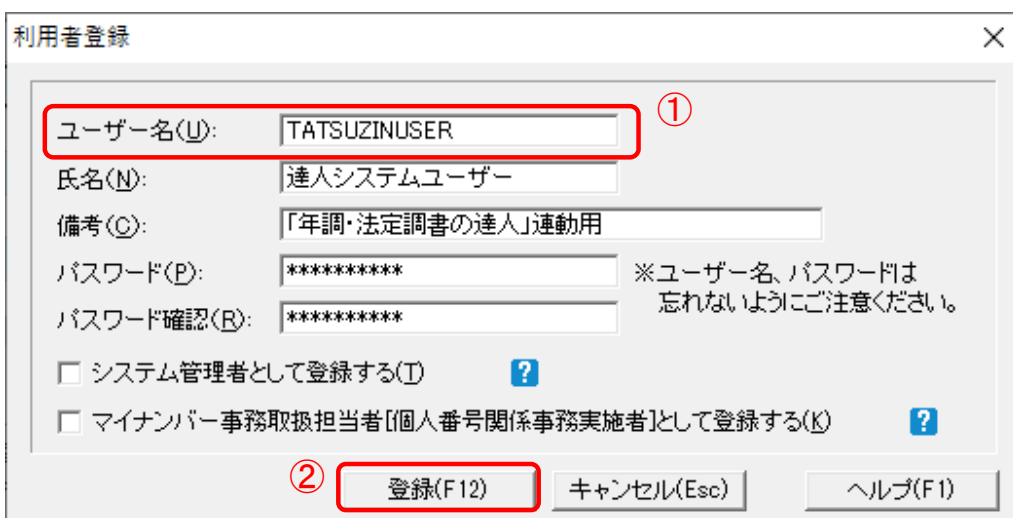 利用者登録
①
ユーザー名(U): TATSUZINUSER
氏名(N): 達人システムユーザー
備考(C): 「年調・法定調書の達人」連動用
パスワード(P): ********** ※ユーザー名、パスワードは
忘れないようにご注意ください。
パスワード確認(R): **********
システム管理者として登録する(T) ?
マイナンバー事務取扱担当者[個人番号関係事務実施者]として登録する(K) ?
② 登録(F12) キャンセル(Esc) ヘルプ(F1)